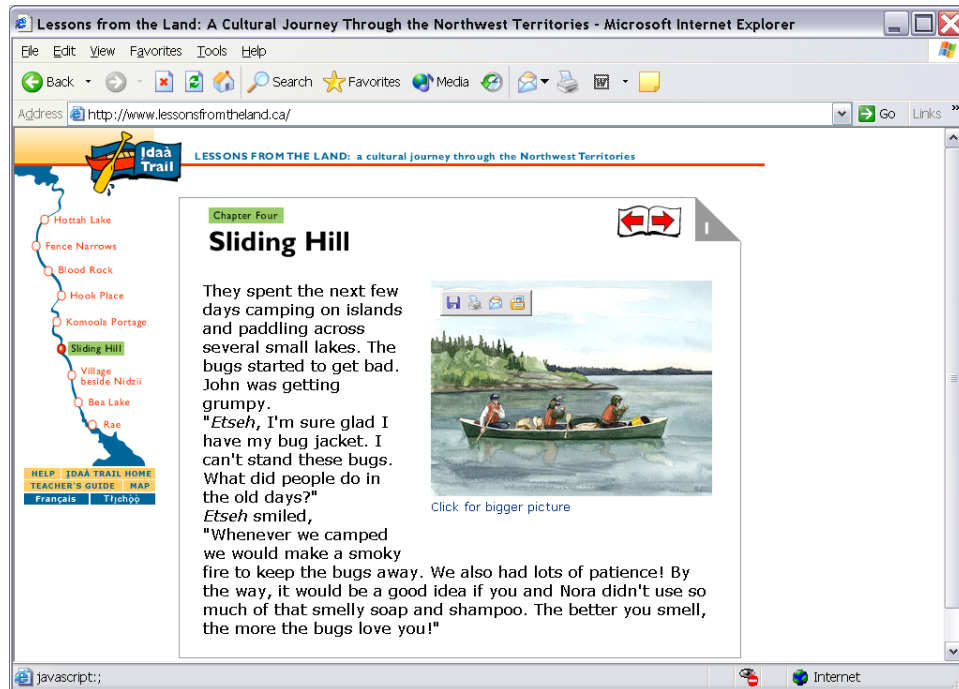 Lessons from the Land: A Cultural Journey Through the Northwest Territories - Microsoft Internet Explorer
File Edit View Favorites Tools Help
Back Search Favorites Media
Address http://www.lessonsfromtheland.ca/ Go Links »
Įdaà
Trail
LESSONS FROM THE LAND: a cultural journey through the Northwest Territories
Hottah Lake
Fence Narrows
Blood Rock
Hook Place
Komoola Portage
Sliding Hill
Village
beside Nidzii
Bea Lake
Rae
HELP ĮDAÀ TRAIL HOME
TEACHER'S GUIDE MAP
Français Tłįchǫ̀
Chapter Four
1
Sliding Hill
They spent the next few
days camping on islands
and paddling across
several small lakes. The
bugs started to get bad.
John was getting
grumpy.
"Etseh, I'm sure glad I
have my bug jacket. I
can't stand these bugs.
What did people do in
the old days?"
Etseh smiled,
"Whenever we camped
we would make a smoky
fire to keep the bugs away. We also had lots of patience! By
the way, it would be a good idea if you and Nora didn't use so
much of that smelly soap and shampoo. The better you smell,
the more the bugs love you!"
Click for bigger picture
javascript:; Internet